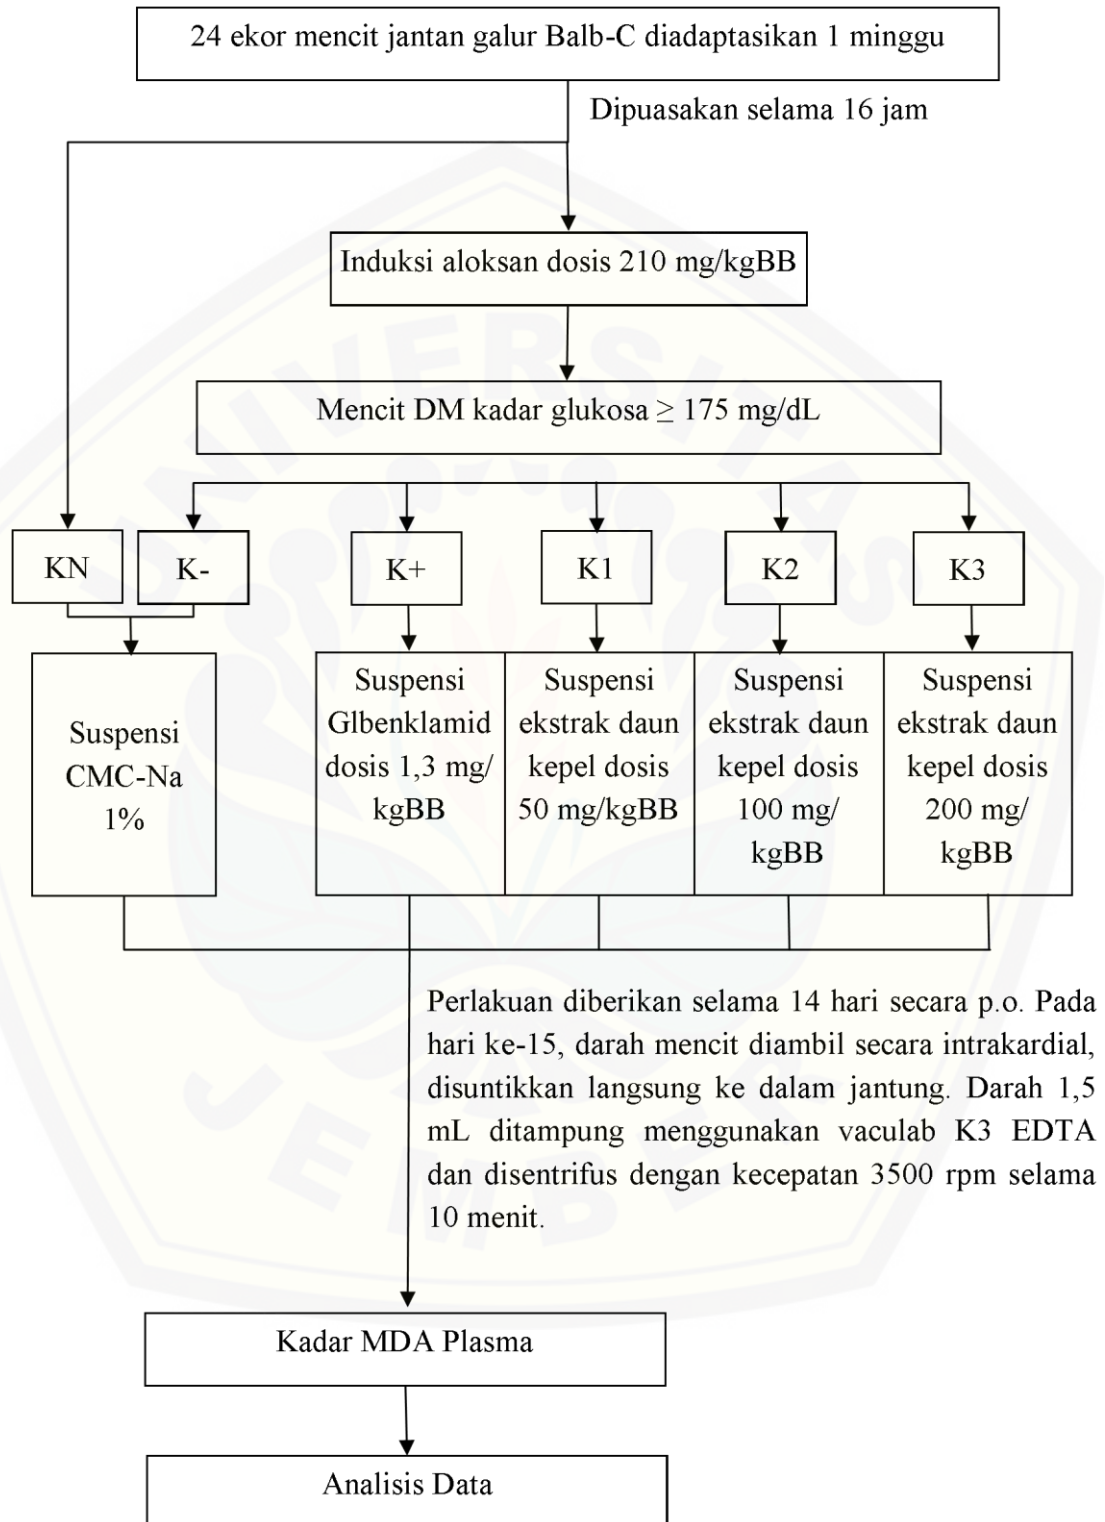 24 ekor mencit jantan galur Balb-C diadaptasikan 1 minggu
Dipuasakan selama 16 jam
Induksi aloksan dosis 210 mg/kgBB
Mencit DM kadar glukosa ≥ 175 mg/dL
KN
K-
K+
K1
K2
K3
Suspensi
CMC-Na
1%
Suspensi
Glbenklamid
dosis 1,3 mg/
kgBB
Suspensi
ekstrak daun
kepel dosis
50 mg/kgBB
Suspensi
ekstrak daun
kepel dosis
100 mg/
kgBB
Suspensi
ekstrak daun
kepel dosis
200 mg/
kgBB
Perlakuan diberikan selama 14 hari secara p.o. Pada
hari ke-15, darah mencit diambil secara intrakardial,
disuntikkan langsung ke dalam jantung. Darah 1,5
mL ditampung menggunakan vaculab K3 EDTA
dan disentrifus dengan kecepatan 3500 rpm selama
10 menit.
Kadar MDA Plasma
Analisis Data
UNIVERSITAS
JEMBER